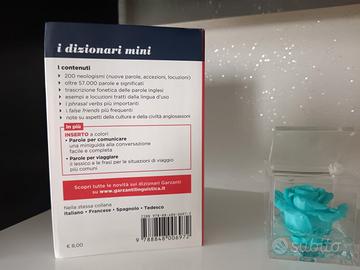 i dizionari mini
I contenuti
• 200 neologismi (nuove parole, accezioni, locuzioni)
• oltre 57.000 parole e significati
• trascrizione fonetica delle parole inglesi
• esempi e locuzioni tratti dalla lingua d'uso
• i phrasal verbs più importanti
• i false friends più frequenti
• note su aspetti della cultura e della civiltà anglosassoni
In più
INSERTO a colori
• Parole per comunicare
una miniguida alla conversazione
facile e completa
• Parole per viaggiare
il lessico e le frasi per le situazioni di viaggio
più comuni
Scopri tutte le novità sui dizionari Garzanti
su www.garzantilinguistica.it
Nella stessa collana
Italiano • Francese • Spagnolo • Tedesco
€ 8,00
9 788848 006972
subito